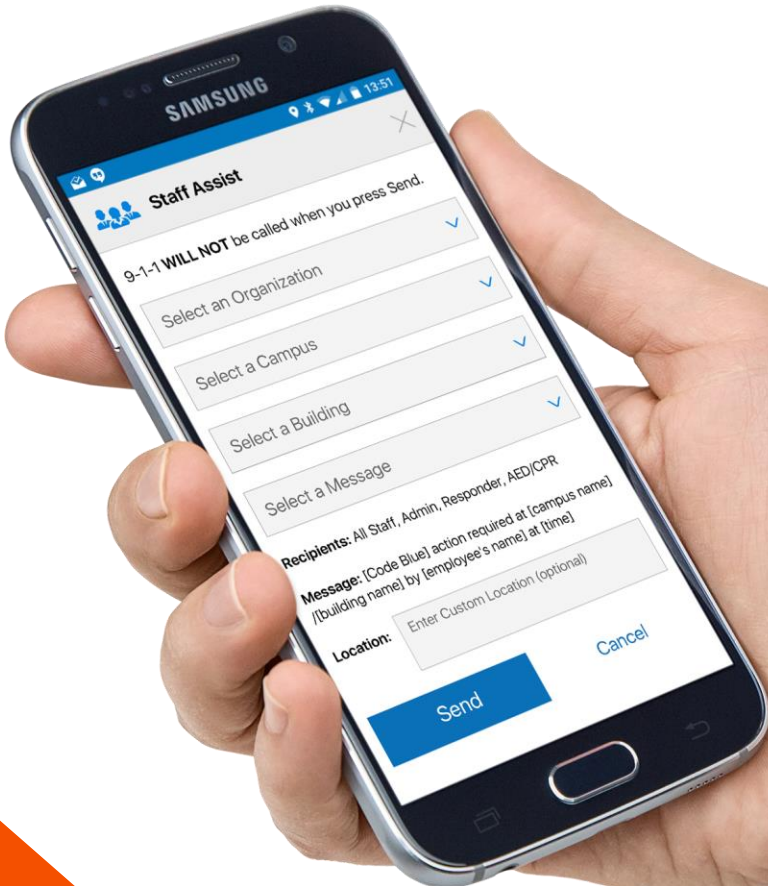 SAMSUNG
13:51
Staff Assist
9-1-1 WILL NOT be called when you press Send.
Select an Organization
Select a Campus
Select a Building
Select a Message
Recipients: All Staff, Admin, Responder, AED/CPR
Message: [Code Blue] action required at [campus name]
/[building name] by [employee's name] at [time]
Location: Enter Custom Location (optional)
Send Cancel